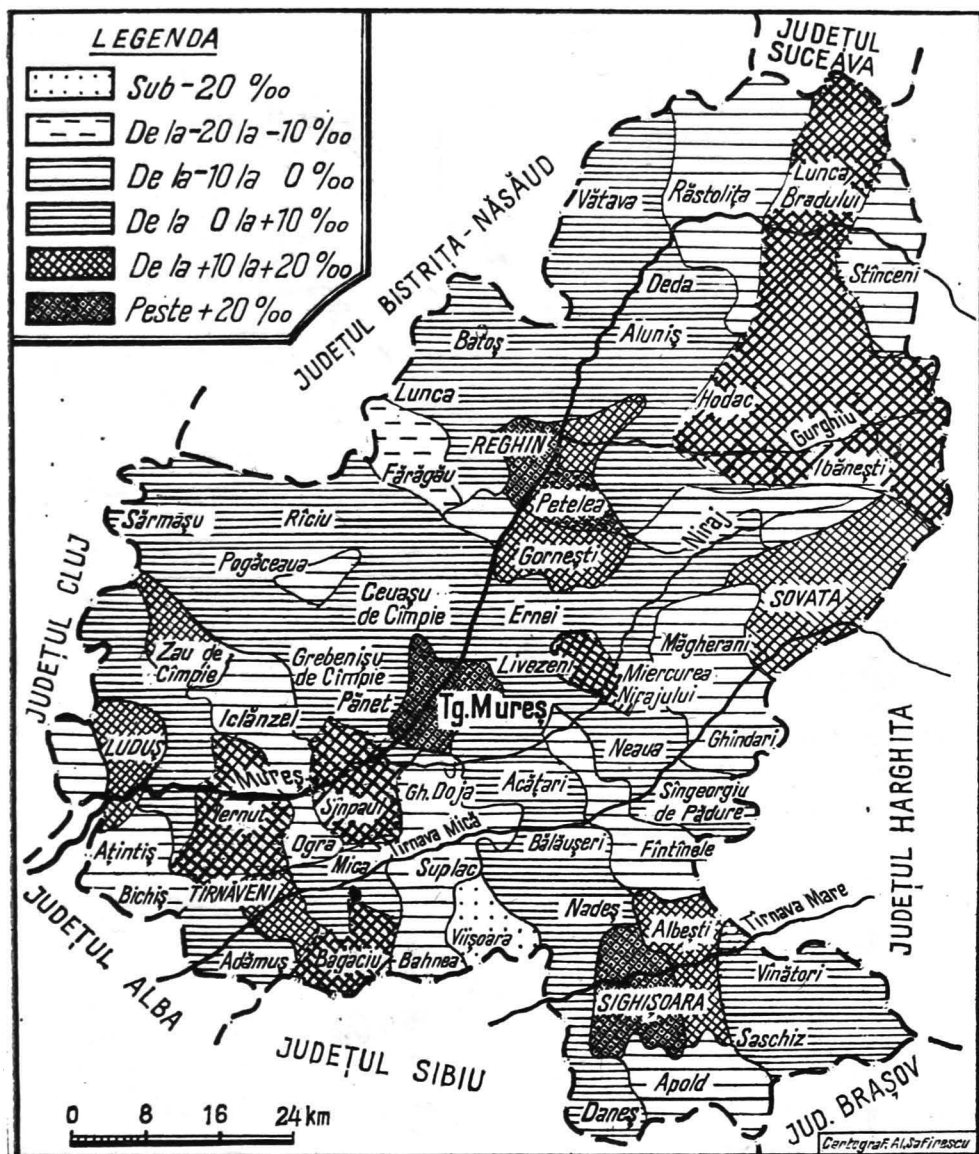 LEGENDA
Sub -20 ‰
De la -20 la -10 ‰
De la -10 la 0 ‰
De la 0 la +10 ‰
De la +10 la +20 ‰
Peste +20 ‰
JUDEȚUL
SUCEAVA
JUDEȚUL BISTRIȚA-NĂSĂUD
Vătava
Răstolița
Lunca
Bradului
Stînceni
Deda
Aluniș
Batoș
Lunca
Hodac
Gurghiu
Ibănești
REGHIN
Fărăgău
Petelea
Gornești
Niraj
Sărmașu
Rîciu
Pogăceaua
Ceuașu
de Cîmpie
Ernei
SOVATA
JUDEȚUL CLUJ
Zau de
Cîmpie
Grebenișu
de Cîmpie
Pănet
Livezeni
Măgherani
Miercurea
Nirajului
Tg. Mureș
Iclănzel
LUDUȘ
Mureș
Neaua
Ghindari
Gh. Doja
Acățari
Sîngeorgiu
de Pădure
Iernut
Sînpaul
Ogra
Tîrnava Mică
Bălăușeri
Fîntînele
Ațintiș
Mica
Suplac
Bichiș
TÎRNĂVENI
Nadeș
Albești
Tîrnava Mare
JUDEȚUL HARGHITA
Viișoara
Adămuș
Băgaciu
Bahnea
Vînători
SIGHIȘOARA
Saschiz
JUDEȚUL ALBA
JUDEȚUL SIBIU
Apold
Daneș
JUD. BRAȘOV
0 8 16 24 km
Cartograf. Al. Safirescu